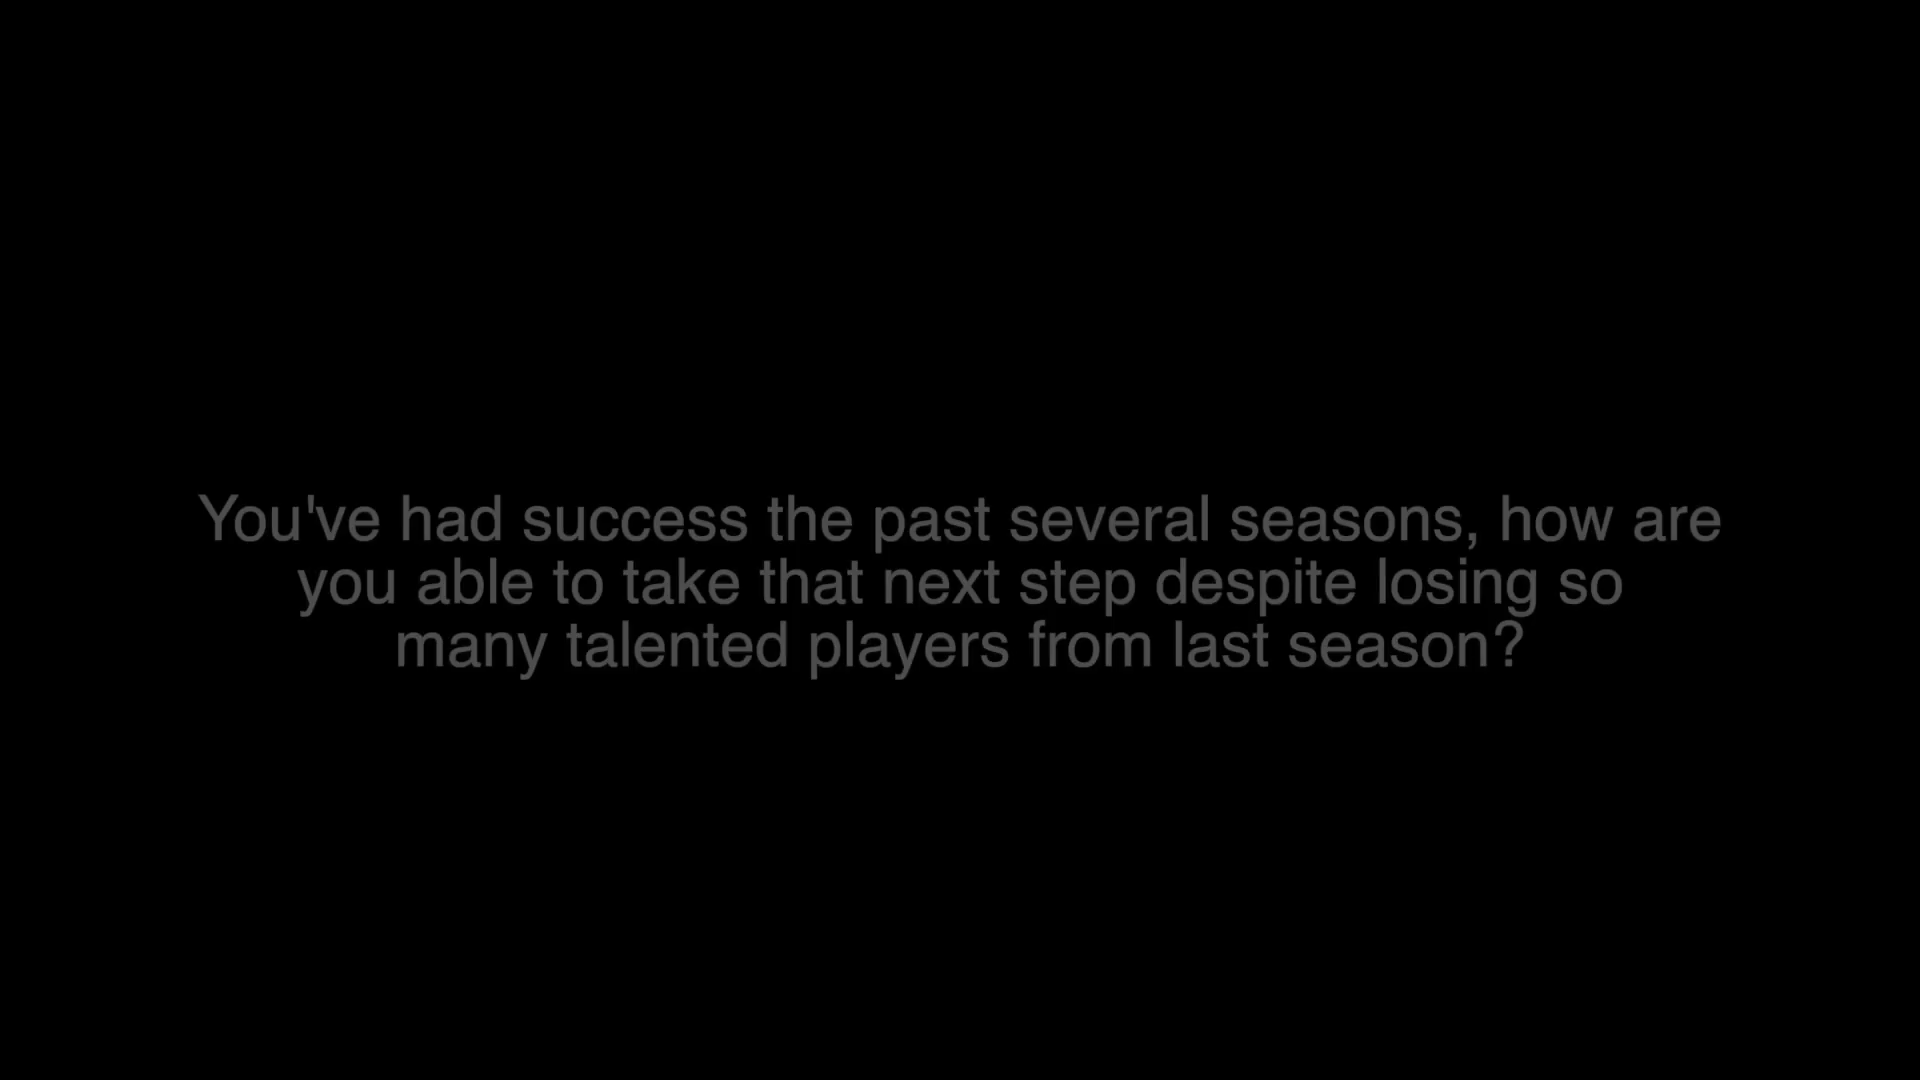 You've had success the past several seasons, how are
you able to take that next step despite losing so
many talented players from last season?